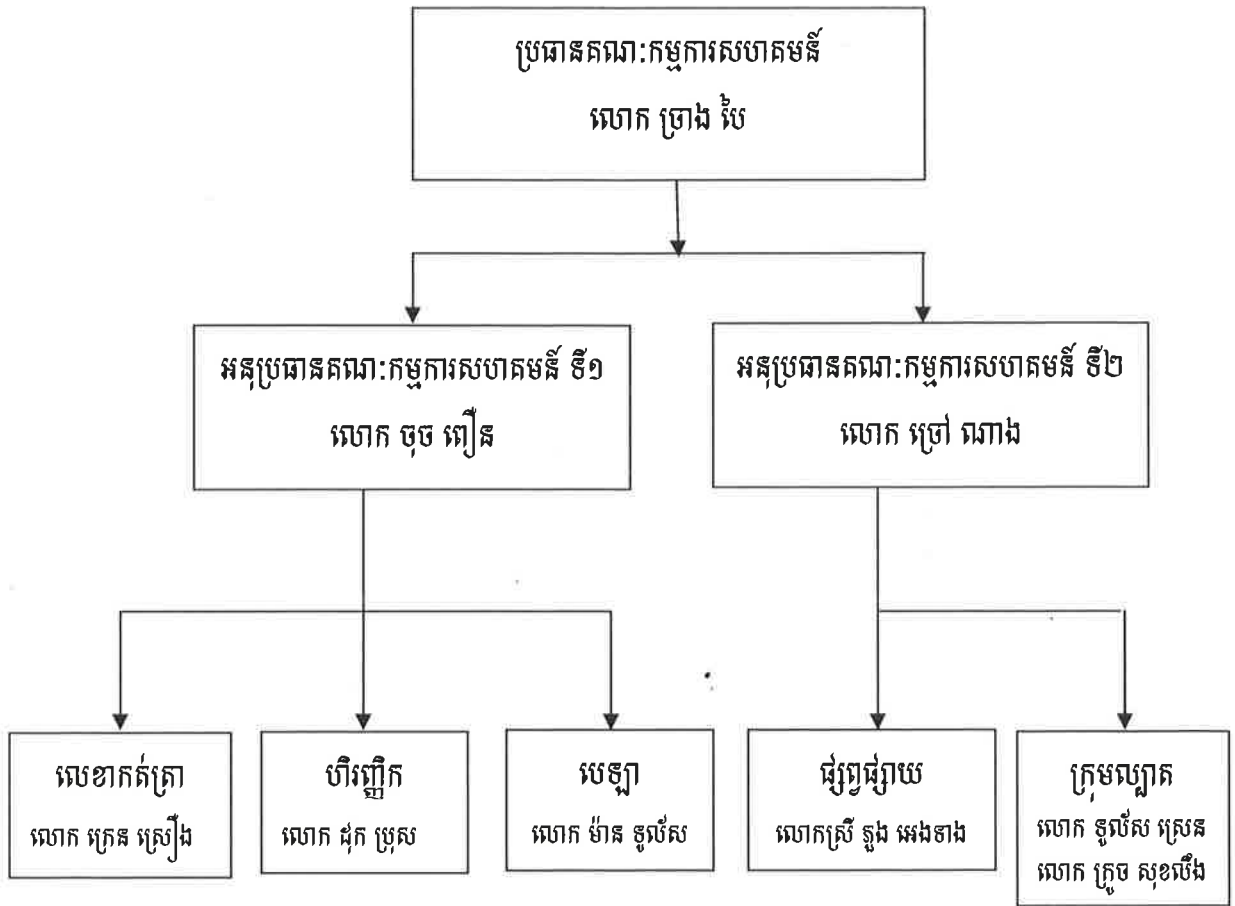 ប្រធានគណៈកម្មការសហគមន៍
លោក ច្រាង បៃ
អនុប្រធានគណៈកម្មការសហគមន៍ ទី១
លោក ចុច ពឿន
អនុប្រធានគណៈកម្មការសហគមន៍ ទី២
លោក ច្រៅ ណាង
លេខាកត់ត្រា
លោក ក្រេន ស្រឿង
ហិរញ្ញិក
លោក ដុក ប្រុស
បេឡា
លោក ម៉ាន ទូល័ស
ផ្សព្វផ្សាយ
លោកស្រី ភួង អេងទាង
ក្រុមល្បាត
លោក ទូល័ស ស្រេន
លោក ក្រូច សុខលឹង